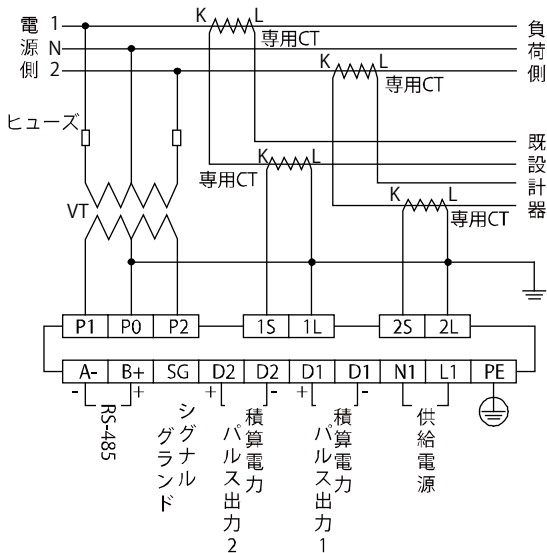 電源側
1
N
2
K
L
専用CT
K
L
専用CT
負荷側
ヒューズ
K
L
専用CT
既設計器
K
L
専用CT
VT
P1
P0
P2
1S
1L
2S
2L
A-
B+
SG
D2
D2
D1
D1
N1
L1
PE
-
+
+
-
+
-
RS-485
シグナル
グランド
積算電力
パルス出力2
積算電力
パルス出力1
供給電源